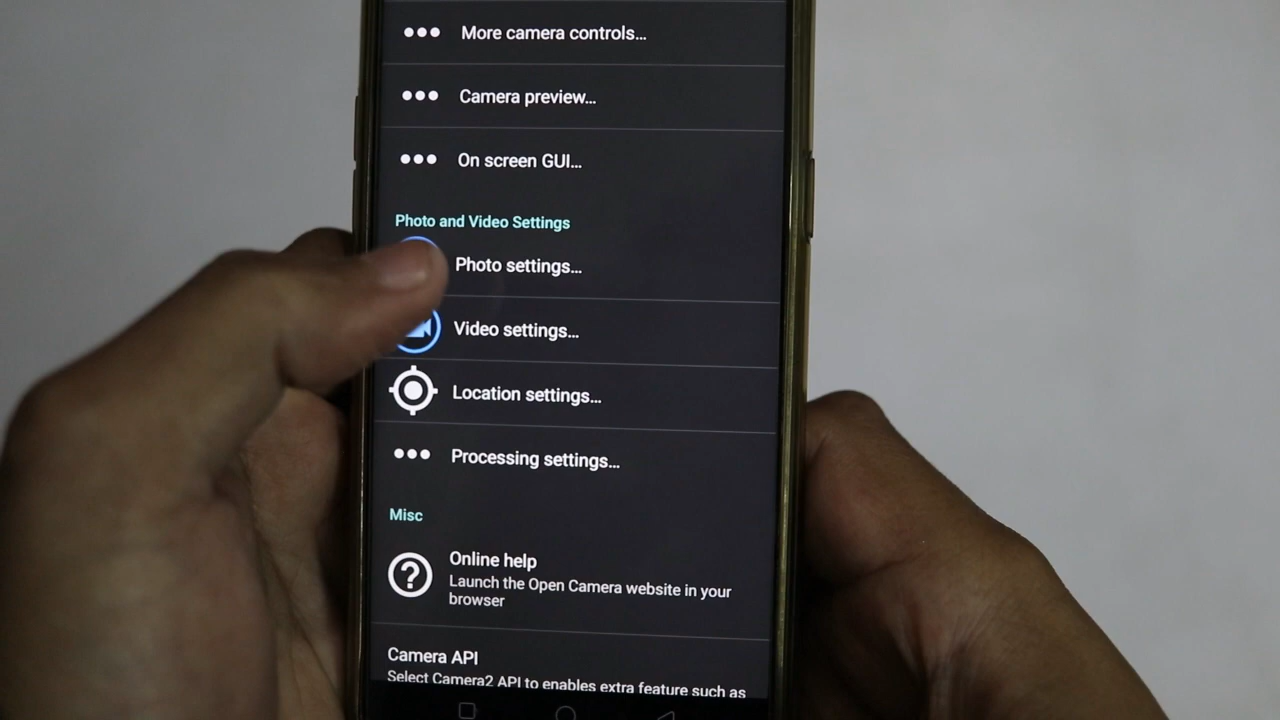 More camera controls...
Camera preview...
On screen GUI...
Photo and Video Settings
Photo settings...
Video settings...
Location settings...
Processing settings...
Misc
Online help
Launch the Open Camera website in your
browser
Camera API
Select Camera2 API to enables extra feature such as